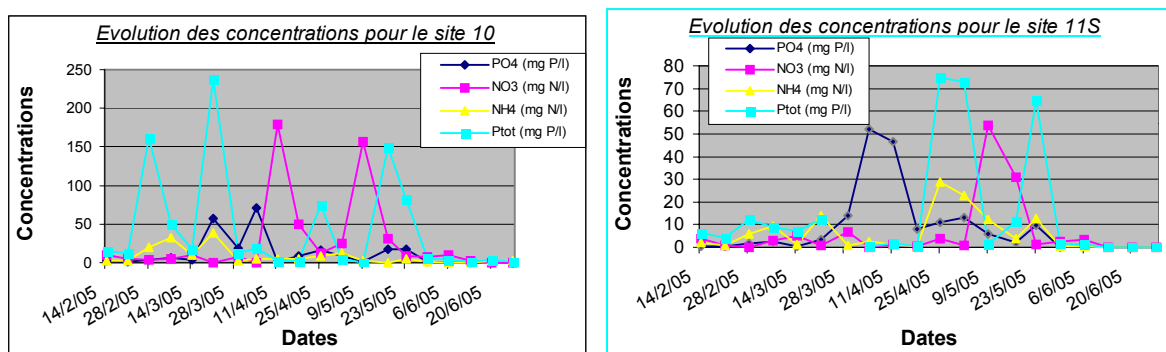 Evolution des concentrations pour le site 10
PO4 (mg P/l)
NO3 (mg N/l)
NH4 (mg N/l)
Ptot (mg P/l)
250
200
150
100
50
0
Concentrations
14/2/05
28/2/05
14/3/05
28/3/05
11/4/05
25/4/05
9/5/05
23/5/05
6/6/05
20/6/05
Dates
Evolution des concentrations pour le site 11S
PO4 (mg P/l)
NO3 (mg N/l)
NH4 (mg N/l)
Ptot (mg P/l)
80
70
60
50
40
30
20
10
0
Concentrations
14/2/05
28/2/05
14/3/05
28/3/05
11/4/05
25/4/05
9/5/05
23/5/05
6/6/05
20/6/05
Dates